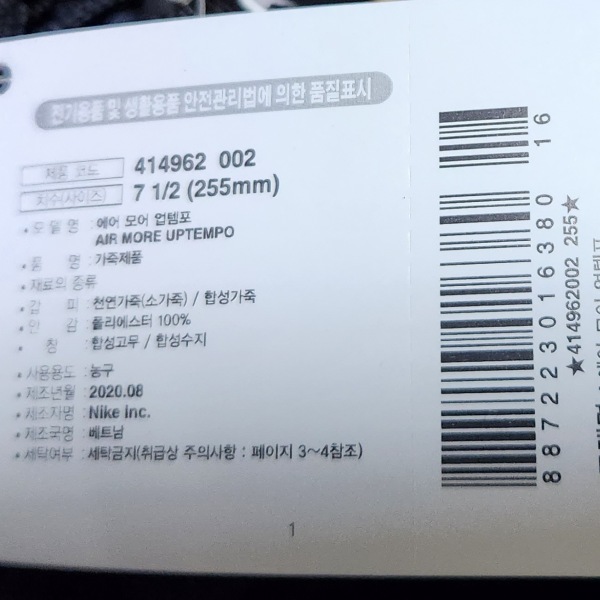 전기용품 및 생활용품 안전관리법에 의한 품질표시
제품 코드 414962 002
치수(사이즈) 7 1/2 (255mm)
• 모 델 명 : 에어 모어 업템포
AIR MORE UPTEMPO
• 품 명 : 가죽제품
• 재료의 종류
• 갑 피 : 천연가죽(소가죽) / 합성가죽
• 안 감 : 폴리에스터 100%
• 창 : 합성고무 / 합성수지
• 사용용도 : 농구
• 제조년월 : 2020.08
• 제조자명 : Nike Inc.
• 제조국명 : 베트남
• 세탁여부 : 세탁금지(취급상 주의사항 : 페이지 3~4참조)
1
887223016380
16
★414962002 255★